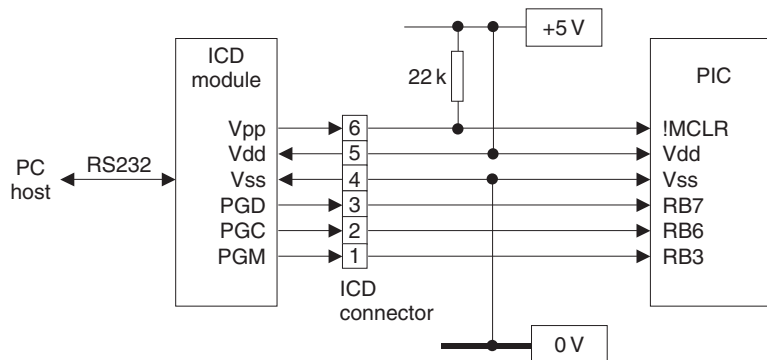 +5 V
ICD
module
PIC
22 k
Vpp
6
!MCLR
Vdd
5
Vdd
PC
host
RS232
Vss
4
Vss
PGD
3
RB7
PGC
2
RB6
PGM
1
RB3
ICD
connector
0 V